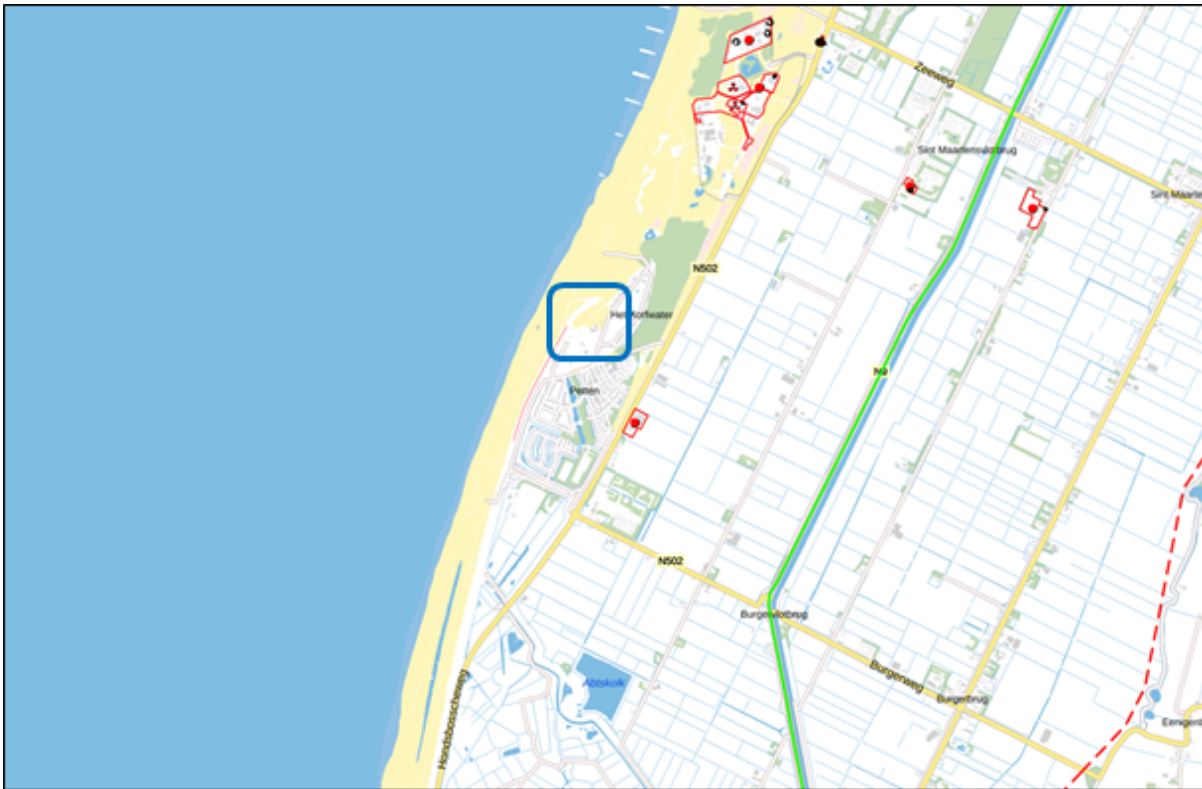 Zeeweg
Sint Maartensvlotbrug
Sint Maarte
N502
Het Korfwater
N9
Petten
N502
Burgervlotbrug
Abtskolk
Burgerweg
Burgerbrug
Eenigenb
Hondsbosscheweg